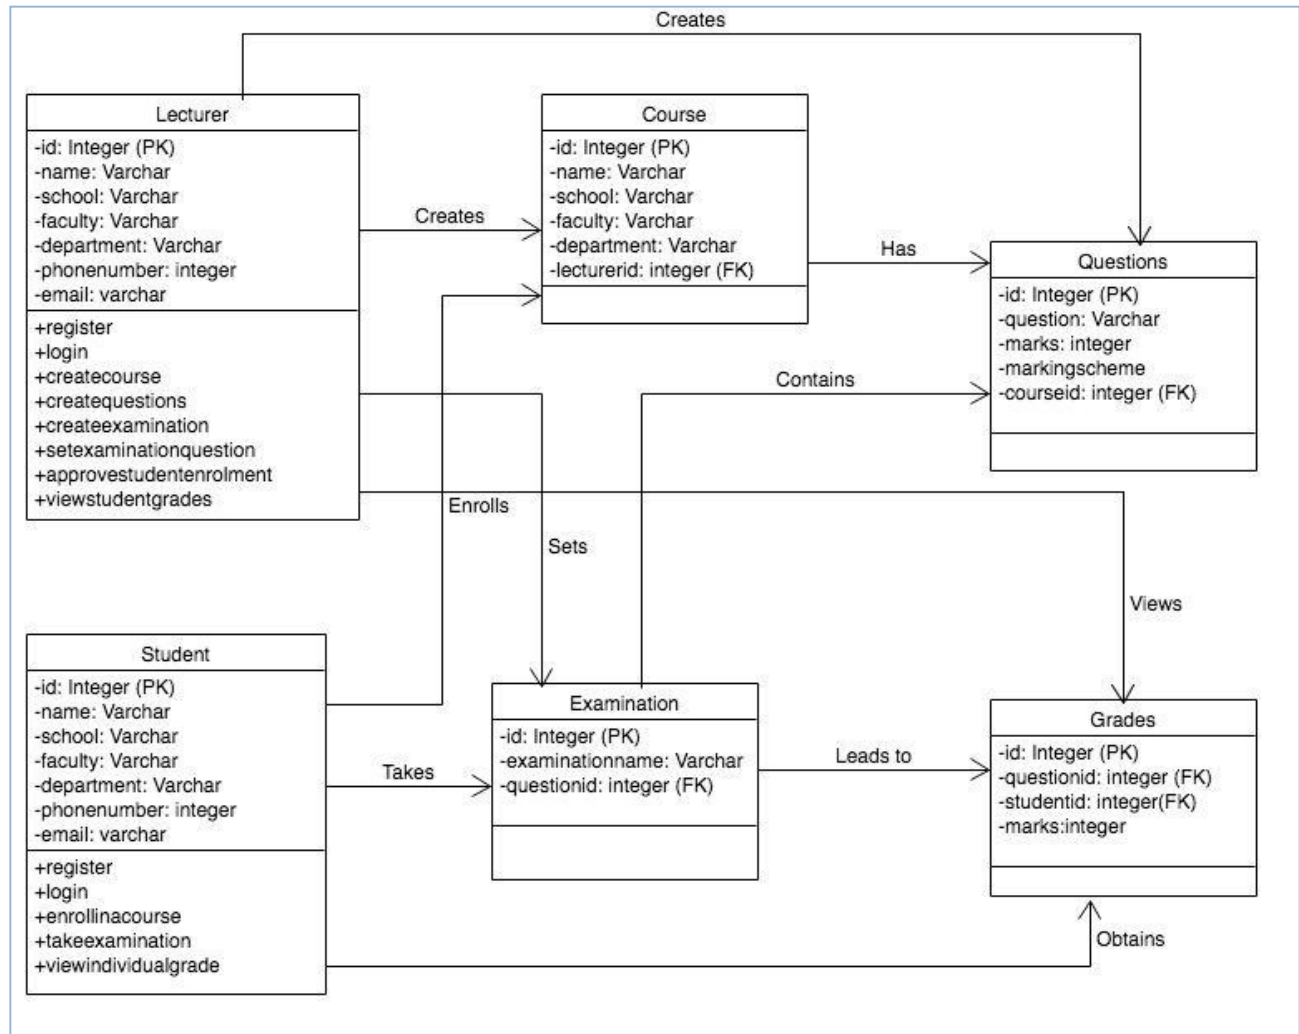 Creates
Lecturer
-id: Integer (PK)
-name: Varchar
-school: Varchar
-faculty: Varchar
-department: Varchar
-phonenumber: integer
-email: varchar
+register
+login
+createcourse
+createquestions
+createexamination
+setexaminationquestion
+approvestudentenrolment
+viewstudentgrades
Creates
Course
-id: Integer (PK)
-name: Varchar
-school: Varchar
-faculty: Varchar
-department: Varchar
-lecturerid: integer (FK)
Has
Questions
-id: Integer (PK)
-question: Varchar
-marks: integer
-markingscheme
-courseid: integer (FK)
Contains
Enrolls
Sets
Views
Student
-id: Integer (PK)
-name: Varchar
-school: Varchar
-faculty: Varchar
-department: Varchar
-phonenumber: integer
-email: varchar
+register
+login
+enrollinacourse
+takeexamination
+viewindividualgrade
Takes
Examination
-id: Integer (PK)
-examinationname: Varchar
-questionid: integer (FK)
Leads to
Grades
-id: Integer (PK)
-questionid: integer (FK)
-studentid: integer(FK)
-marks:integer
Obtains